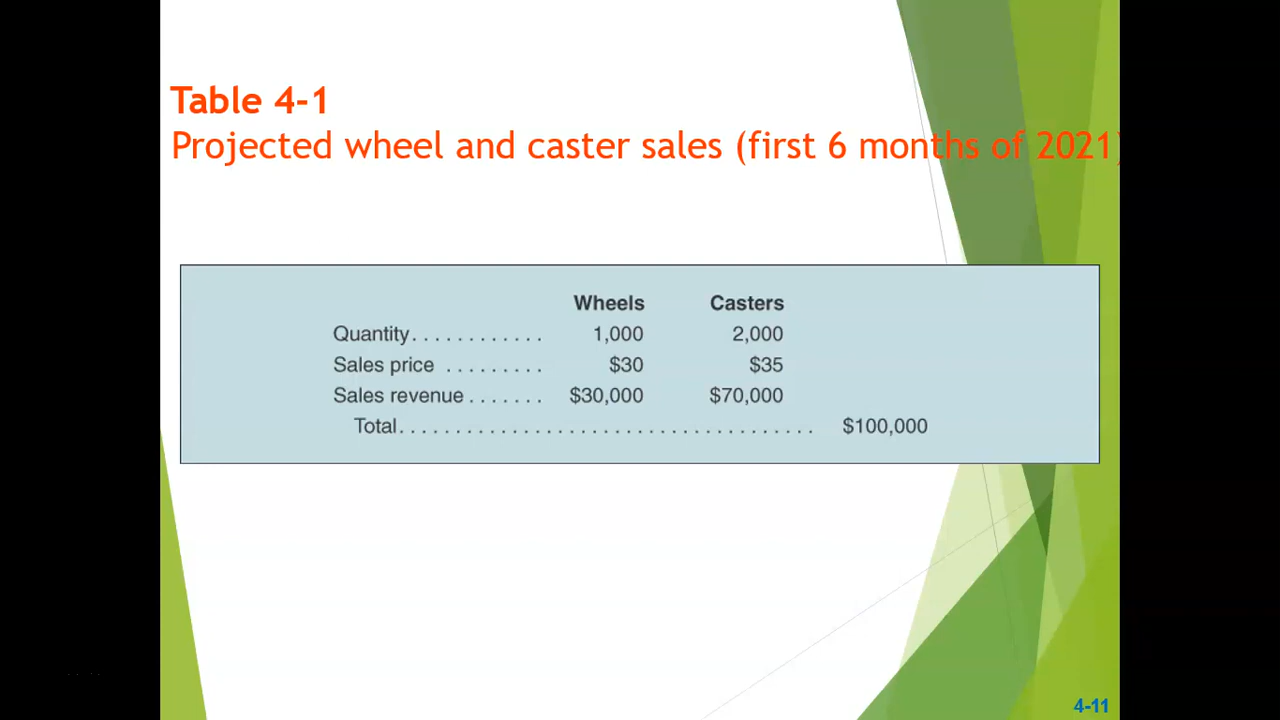 Table 4-1
Projected wheel and caster sales (first 6 months of 2021)
Wheels Casters
Quantity. . . . . . . . . . . . 1,000 2,000
Sales price . . . . . . . . . $30 $35
Sales revenue . . . . . . . $30,000 $70,000
Total. . . . . . . . . . . . . . . . . . . . . . . . . . . . . . . . . . . . . $100,000
4-11